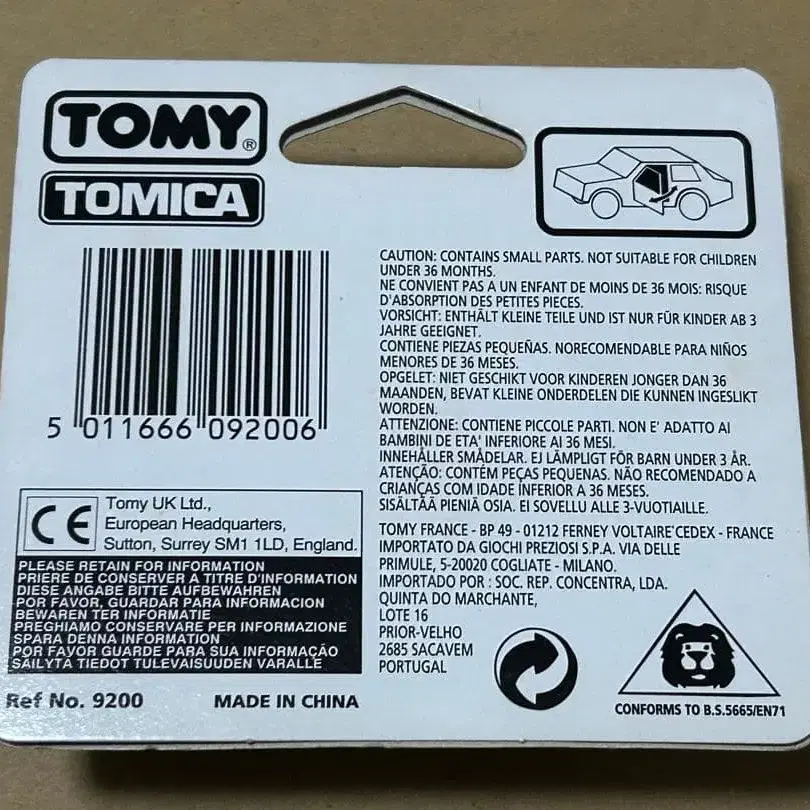 TOMY®
TOMICA
5 011666 092006
CE
Tomy UK Ltd.,
European Headquarters,
Sutton, Surrey SM1 1LD, England.
PLEASE RETAIN FOR INFORMATION
PRIERE DE CONSERVER A TITRE D'INFORMATION
DIESE ANGABE BITTE AUFBEWAHREN
POR FAVOR, GUARDAR PARA INFORMACION
BEWAREN TER INFORMATIE
PREGHIAMO CONSERVARE PER INFORMAZIONE
SPARA DENNA INFORMATION
POR FAVOR GUARDE PARA SUA INFORMAÇÃO
SÄILYTA TIEDOT TULEVAISUUDEN VARALLE
Ref No. 9200
MADE IN CHINA
CAUTION: CONTAINS SMALL PARTS. NOT SUITABLE FOR CHILDREN
UNDER 36 MONTHS.
NE CONVIENT PAS A UN ENFANT DE MOINS DE 36 MOIS: RISQUE
D'ABSORPTION DES PETITES PIECES.
VORSICHT: ENTHÄLT KLEINE TEILE UND IST NUR FÜR KINDER AB 3
JAHRE GEEIGNET.
CONTIENE PIEZAS PEQUEÑAS. NORECOMENDABLE PARA NIÑOS
MENORES DE 36 MESES.
OPGELET: NIET GESCHIKT VOOR KINDEREN JONGER DAN 36
MAANDEN, BEVAT KLEINE ONDERDELEN DIE KUNNEN INGESLIKT
WORDEN.
ATTENZIONE: CONTIENE PICCOLE PARTI. NON E' ADATTO AI
BAMBINI DE ETA' INFERIORE AI 36 MESI.
INNEHÅLLER SMÅDELAR. EJ LÄMPLIGT FÖR BARN UNDER 3 ÅR.
ATENÇÃO: CONTÉM PEÇAS PEQUENAS. NÃO RECOMENDADO A
CRIANÇAS COM IDADE INFERIOR A 36 MESES.
SISÄLTÄÄ PIENIÄ OSIA. EI SOVELLU ALLE 3-VUOTIAILLE.
TOMY FRANCE - BP 49 - 01212 FERNEY VOLTAIRE CEDEX - FRANCE
IMPORTATO DA GIOCHI PREZIOSI S.P.A. VIA DELLE
PRIMULE, 5-20020 COGLIATE - MILANO.
IMPORTADO POR : SOC. REP. CONCENTRA, LDA.
QUINTA DO MARCHANTE,
LOTE 16
PRIOR-VELHO
2685 SACAVEM
PORTUGAL
CONFORMS TO B.S.5665/EN71